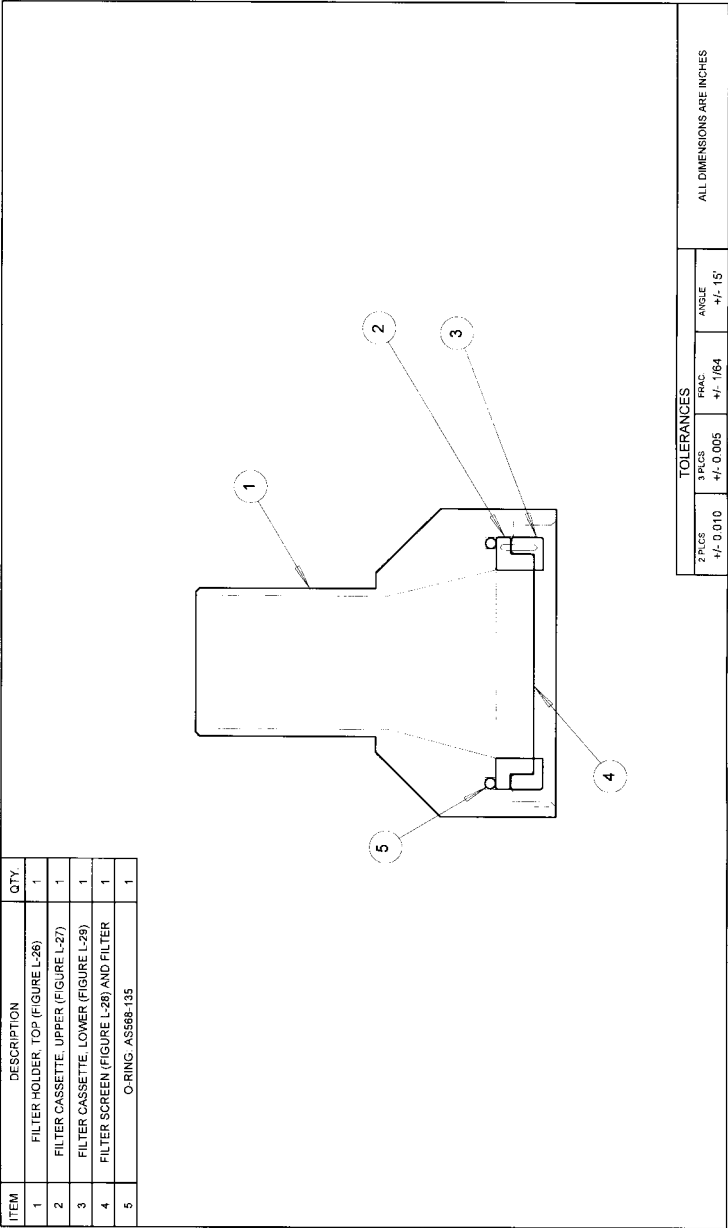 ITEM DESCRIPTION QTY.
1 FILTER HOLDER, TOP (FIGURE L-26) 1
2 FILTER CASSETTE, UPPER (FIGURE L-27) 1
3 FILTER CASSETTE, LOWER (FIGURE L-29) 1
4 FILTER SCREEN (FIGURE L-28) AND FILTER 1
5 O-RING, AS568-135 1
1
2
3
5
4
TOLERANCES
2 PLCS 3 PLCS FRAC. ANGLE
+/- 0.010 +/- 0.005 +/- 1/64 +/- 15'
ALL DIMENSIONS ARE INCHES